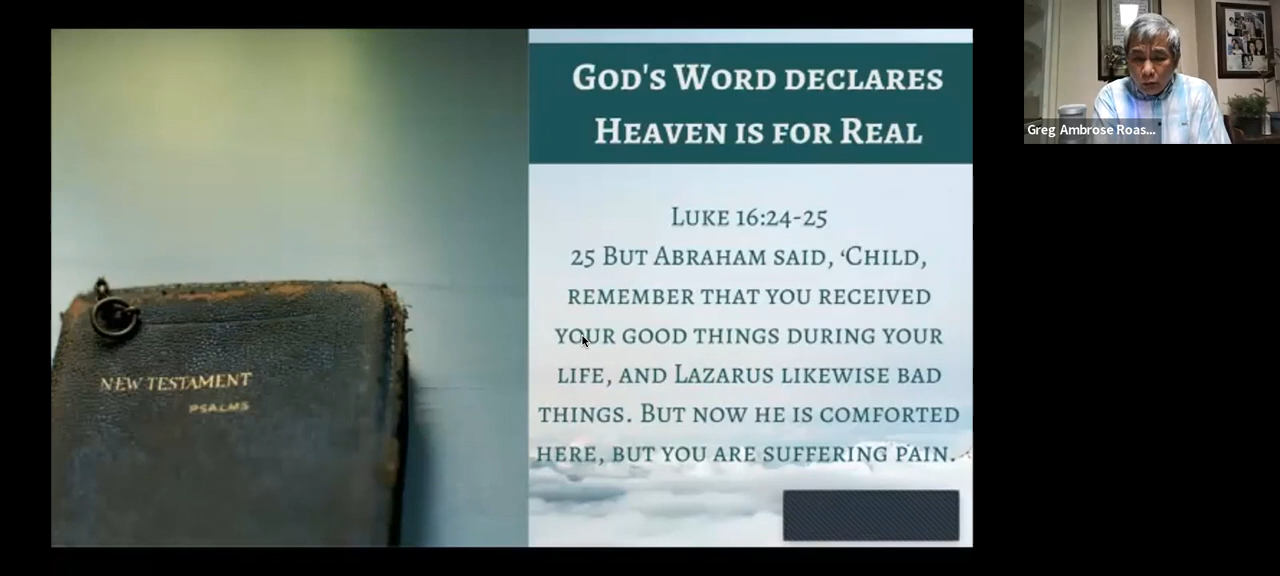 God's Word declares
Heaven is for Real
Luke 16:24-25
25 But Abraham said, ‘Child,
remember that you received
your good things during your
life, and Lazarus likewise bad
things. But now he is comforted
here, but you are suffering pain.
NEW TESTAMENT
PSALMS
Greg Ambrose Roas...